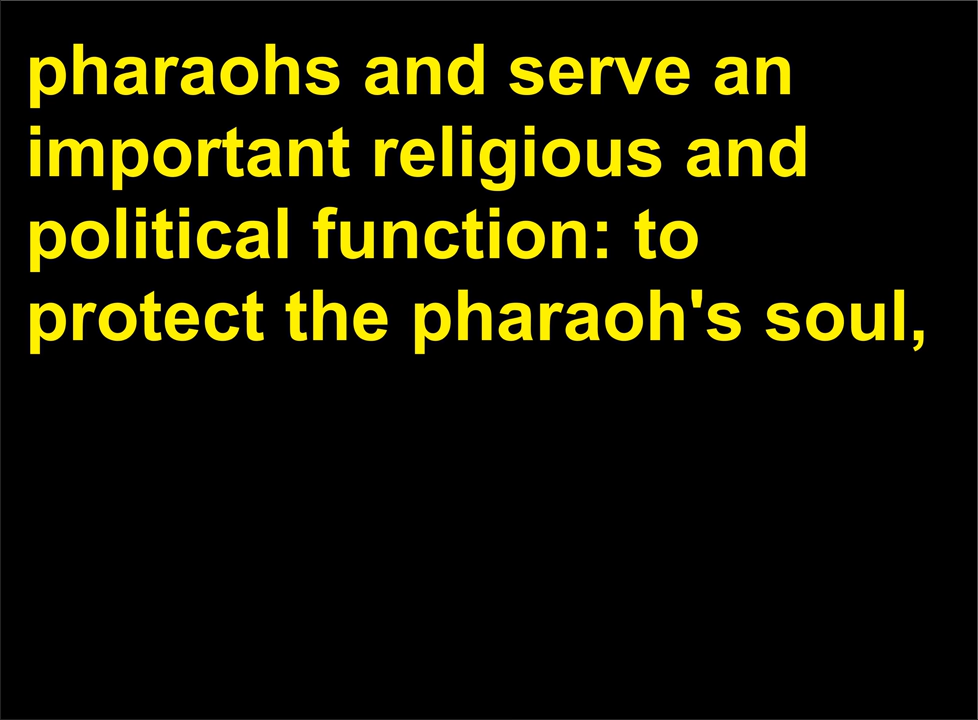 pharaohs and serve an
important religious and
political function: to
protect the pharaoh's soul,